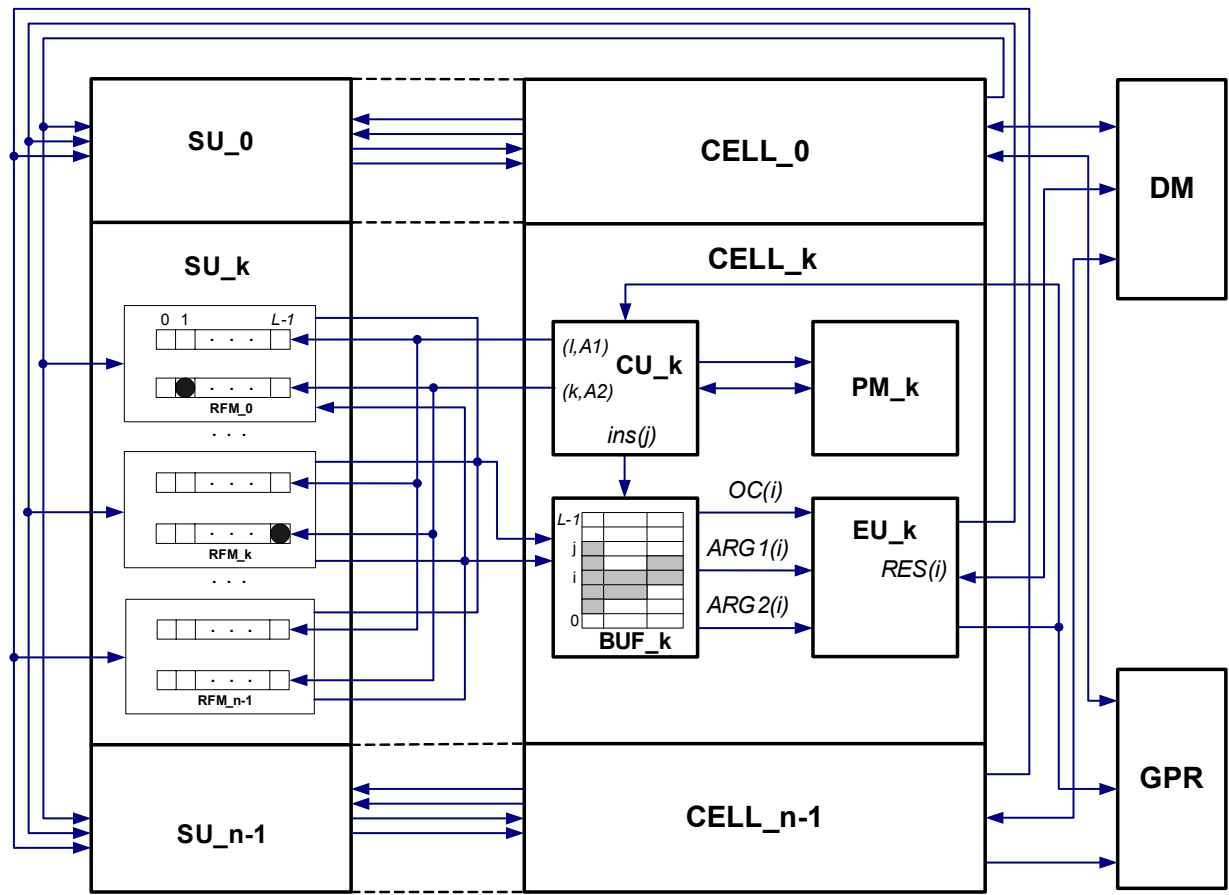 SU_0
CELL_0
DM
SU_k
CELL_k
0 1 L-1
. . .
. . .
RFM_0
. . .
(l,A1)
(k,A2)
CU_k
ins(j)
PM_k
. . .
. . .
RFM_k
. . .
L-1
j
i
0
BUF_k
OC(i)
ARG1(i)
ARG2(i)
EU_k
RES(i)
. . .
. . .
RFM_n-1
SU_n-1
CELL_n-1
GPR